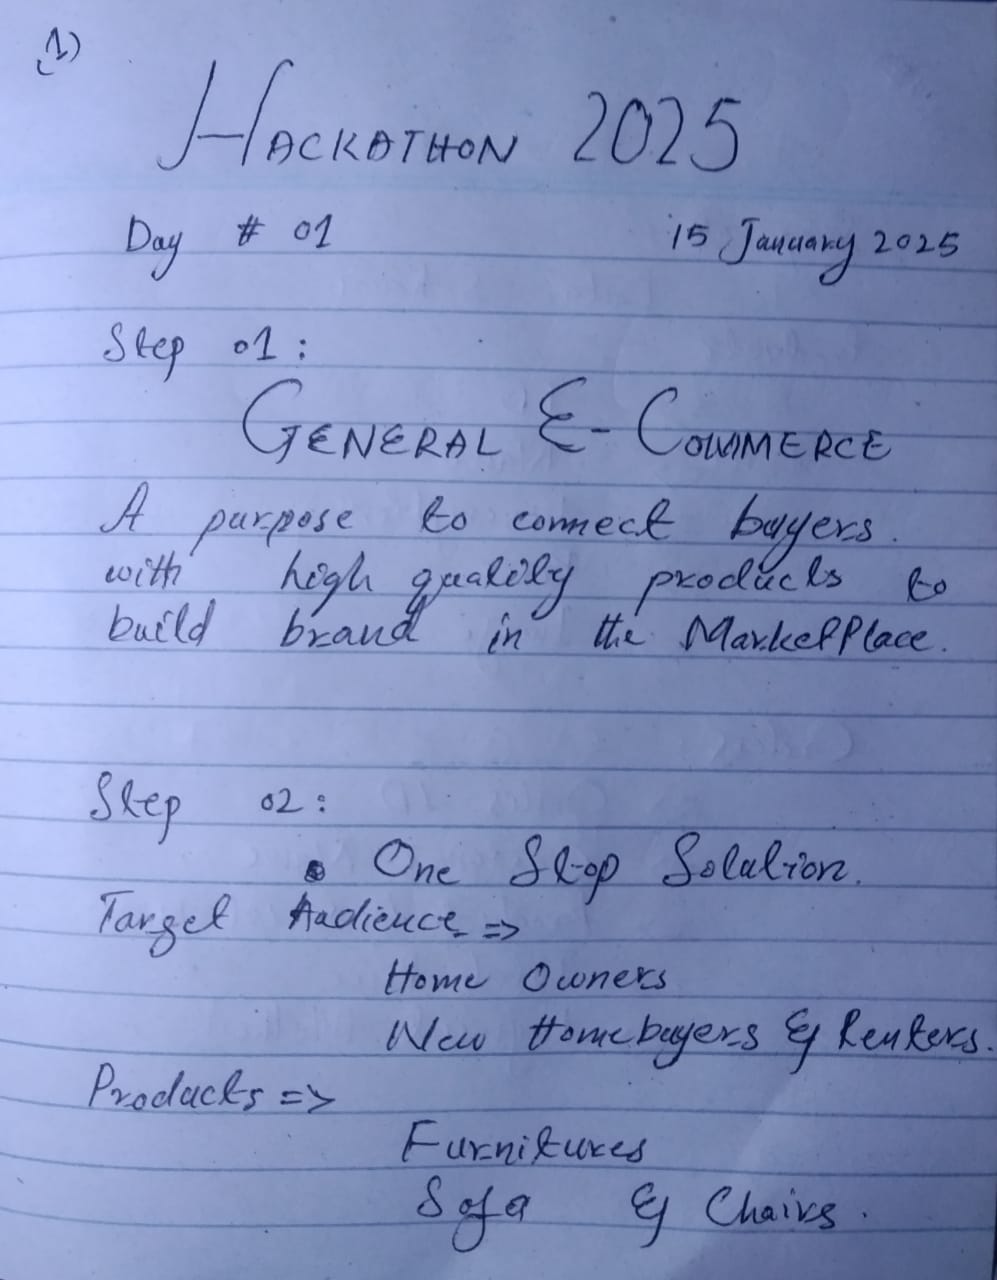 1)
HACKATHON 2025
Day # 01 15 January 2025
Step 01:
GENERAL E-COMMERCE
A purpose to connect buyers.
with high quality products to
build brand in the MarketPlace.
Step 02:
• One Stop Solution.
Target Audience =>
Home Owners
New Homebuyers & Renters.
Products =>
Furnitures
Sofa & Chairs.